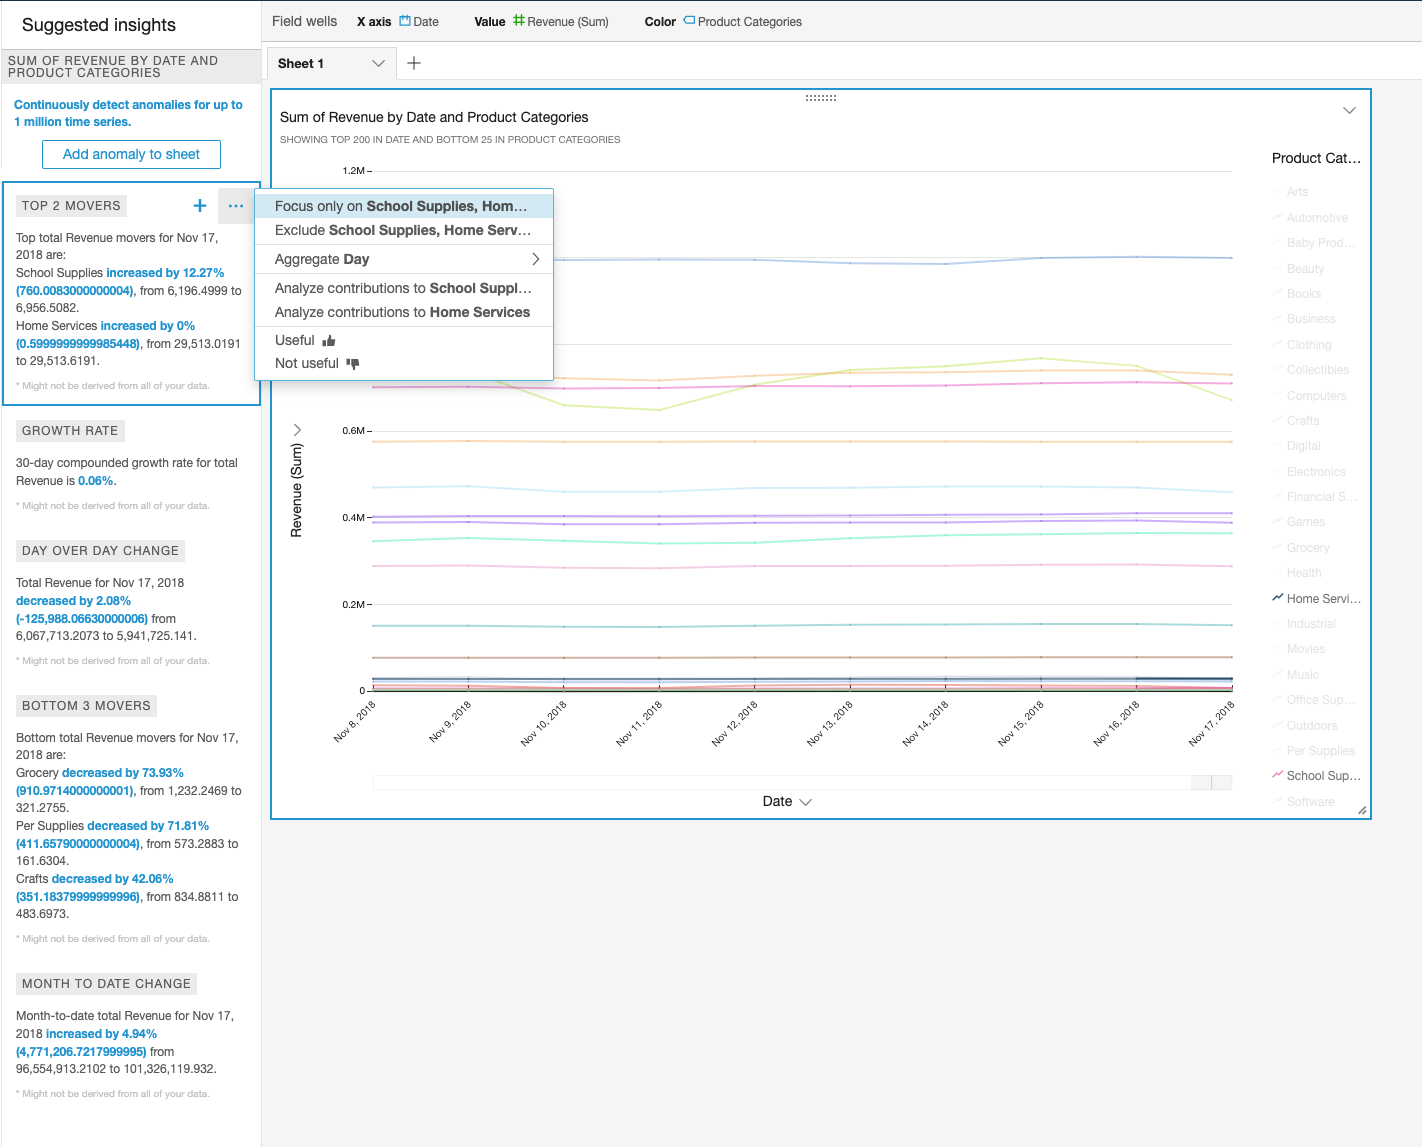 Suggested insights
SUM OF REVENUE BY DATE AND
PRODUCT CATEGORIES
Continuously detect anomalies for up to
1 million time series.
Add anomaly to sheet
TOP 2 MOVERS
Top total Revenue movers for Nov 17,
2018 are:
School Supplies increased by 12.27%
(760.0083000000004), from 6,196.4999 to
6,956.5082.
Home Services increased by 0%
(0.5999999999985448), from 29,513.0191
to 29,513.6191.
* Might not be derived from all of your data.
GROWTH RATE
30-day compounded growth rate for total
Revenue is 0.06%.
* Might not be derived from all of your data.
DAY OVER DAY CHANGE
Total Revenue for Nov 17, 2018
decreased by 2.08%
(-125,988.06630000006) from
6,067,713.2073 to 5,941,725.141.
* Might not be derived from all of your data.
BOTTOM 3 MOVERS
Bottom total Revenue movers for Nov 17,
2018 are:
Grocery decreased by 73.93%
(910.9714000000001), from 1,232.2469 to
321.2755.
Per Supplies decreased by 71.81%
(411.65790000000004), from 573.2883 to
161.6304.
Crafts decreased by 42.06%
(351.18379999999996), from 834.8811 to
483.6973.
* Might not be derived from all of your data.
MONTH TO DATE CHANGE
Month-to-date total Revenue for Nov 17,
2018 increased by 4.94%
(4,771,206.7217999995) from
96,554,913.2102 to 101,326,119.932.
* Might not be derived from all of your data.
Field wells X axis Date Value Revenue (Sum) Color Product Categories
Sheet 1
Sum of Revenue by Date and Product Categories
SHOWING TOP 200 IN DATE AND BOTTOM 25 IN PRODUCT CATEGORIES
Focus only on School Supplies, Hom...
Exclude School Supplies, Home Serv...
Aggregate Day
Analyze contributions to School Suppl...
Analyze contributions to Home Services
Useful
Not useful
1.2M
0.6M
0.4M
0.2M
0
Revenue (Sum)
Nov 8, 2018
Nov 9, 2018
Nov 10, 2018
Nov 11, 2018
Nov 12, 2018
Nov 13, 2018
Nov 14, 2018
Nov 15, 2018
Nov 16, 2018
Nov 17, 2018
Date
Product Cat...
Arts
Automotive
Baby Prod...
Beauty
Books
Business
Clothing
Collectibles
Computers
Crafts
Digital
Electronics
Financial S...
Games
Grocery
Health
Home Servi...
Industrial
Movies
Music
Office Sup...
Outdoors
Per Supplies
School Sup...
Software